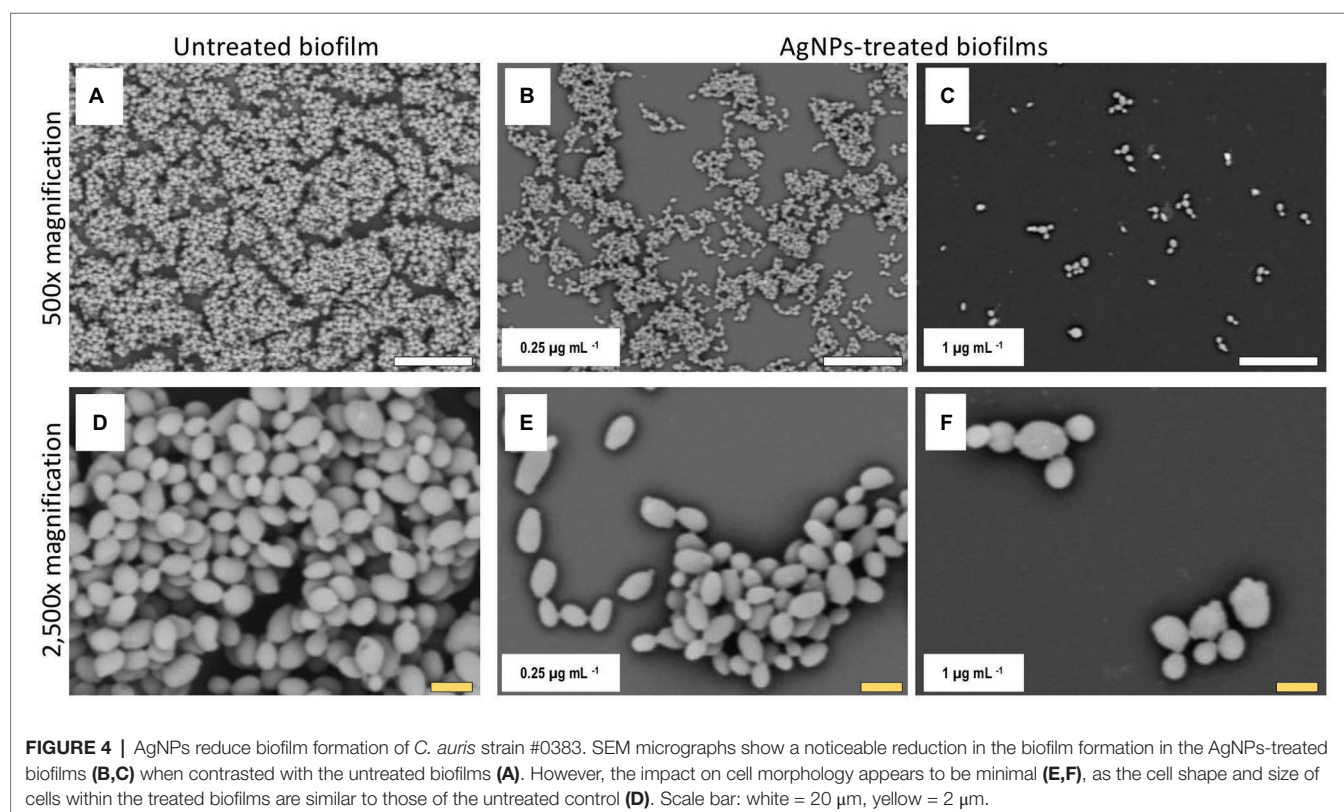 Untreated biofilm
AgNPs-treated biofilms
500x magnification
A
B
0.25 µg mL -1
C
1 µg mL -1
2,500x magnification
D
E
0.25 µg mL -1
F
1 µg mL -1
FIGURE 4 | AgNPs reduce biofilm formation of C. auris strain #0383. SEM micrographs show a noticeable reduction in the biofilm formation in the AgNPs-treated
biofilms (B,C) when contrasted with the untreated biofilms (A). However, the impact on cell morphology appears to be minimal (E,F), as the cell shape and size of
cells within the treated biofilms are similar to those of the untreated control (D). Scale bar: white = 20 μm, yellow = 2 μm.